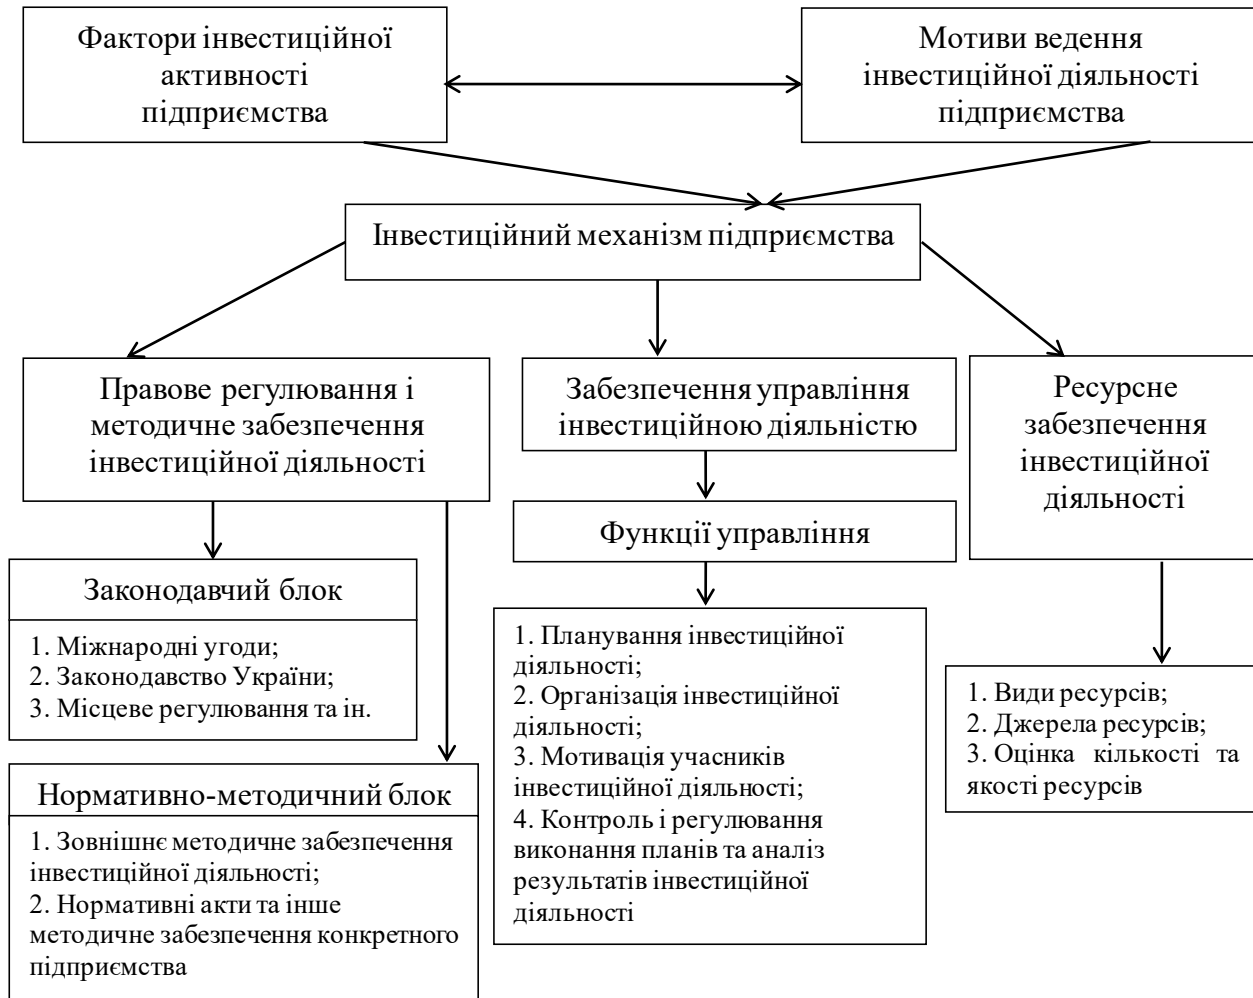 Фактори інвестиційної
активності
підприємства
Мотиви ведення
інвестиційної діяльності
підприємства
Інвестиційний механізм підприємства
Правове регулювання і
методичне забезпечення
інвестиційної діяльності
Забезпечення управління
інвестиційною діяльністю
Ресурсне
забезпечення
інвестиційної
діяльності
Функції управління
Законодавчий блок
1. Міжнародні угоди;
2. Законодавство України;
3. Місцеве регулювання та ін.
Нормативно-методичний блок
1. Зовнішнє методичне забезпечення
інвестиційної діяльності;
2. Нормативні акти та інше
методичне забезпечення конкретного
підприємства
1. Планування інвестиційної
діяльності;
2. Організація інвестиційної
діяльності;
3. Мотивація учасників
інвестиційної діяльності;
4. Контроль і регулювання
виконання планів та аналіз
результатів інвестиційної
діяльності
1. Види ресурсів;
2. Джерела ресурсів;
3. Оцінка кількості та
якості ресурсів